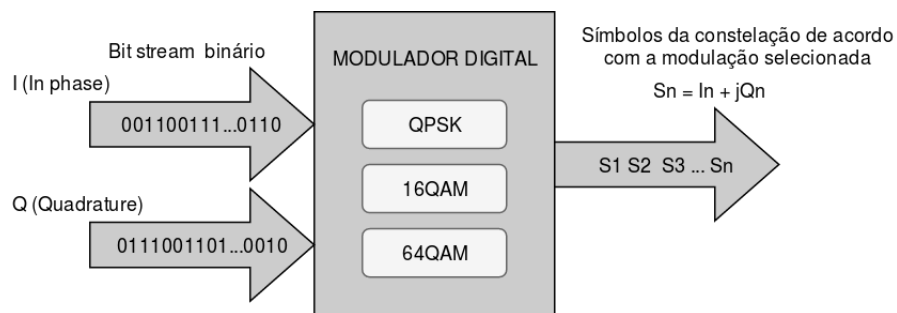 Bit stream binário
I (In phase)
001100111...0110
Q (Quadrature)
0111001101...0010
MODULADOR DIGITAL
QPSK
16QAM
64QAM
Símbolos da constelação de acordo
com a modulação selecionada
Sn = In + jQn
S1 S2 S3 ... Sn